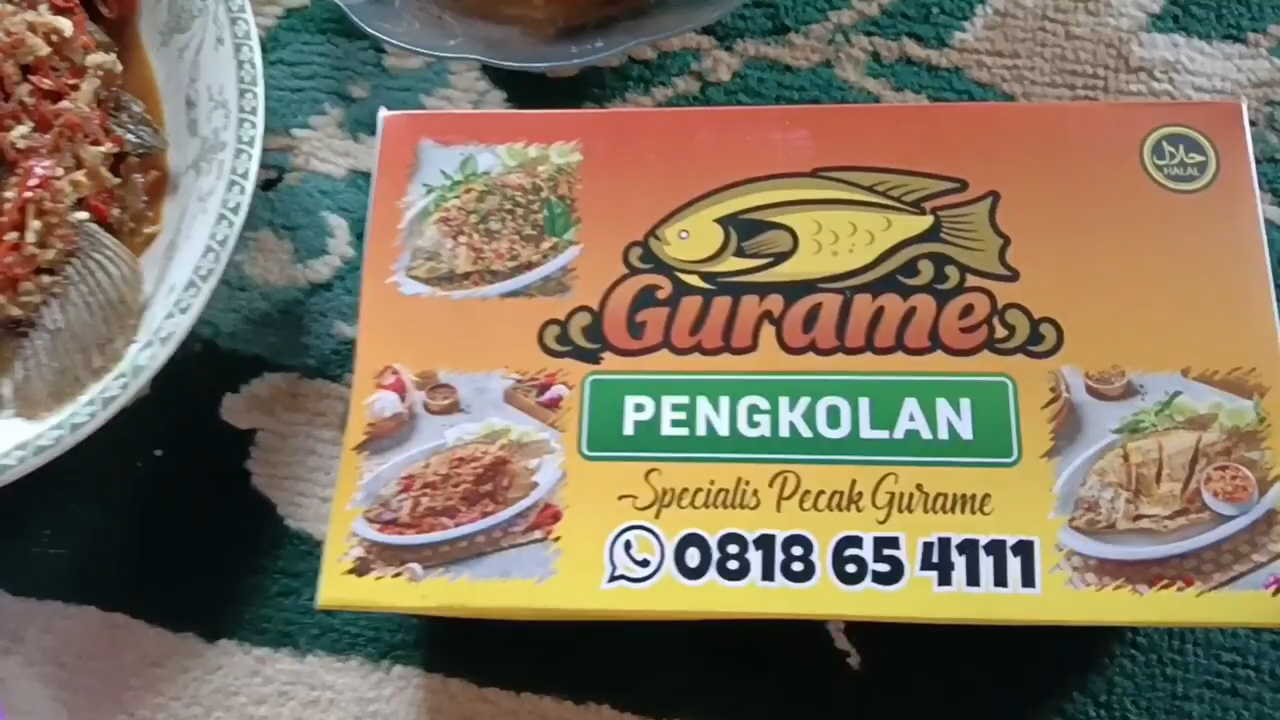 حلال
HALAL
Gurame
PENGKOLAN
Specialis Pecak Gurame
0818 65 4111